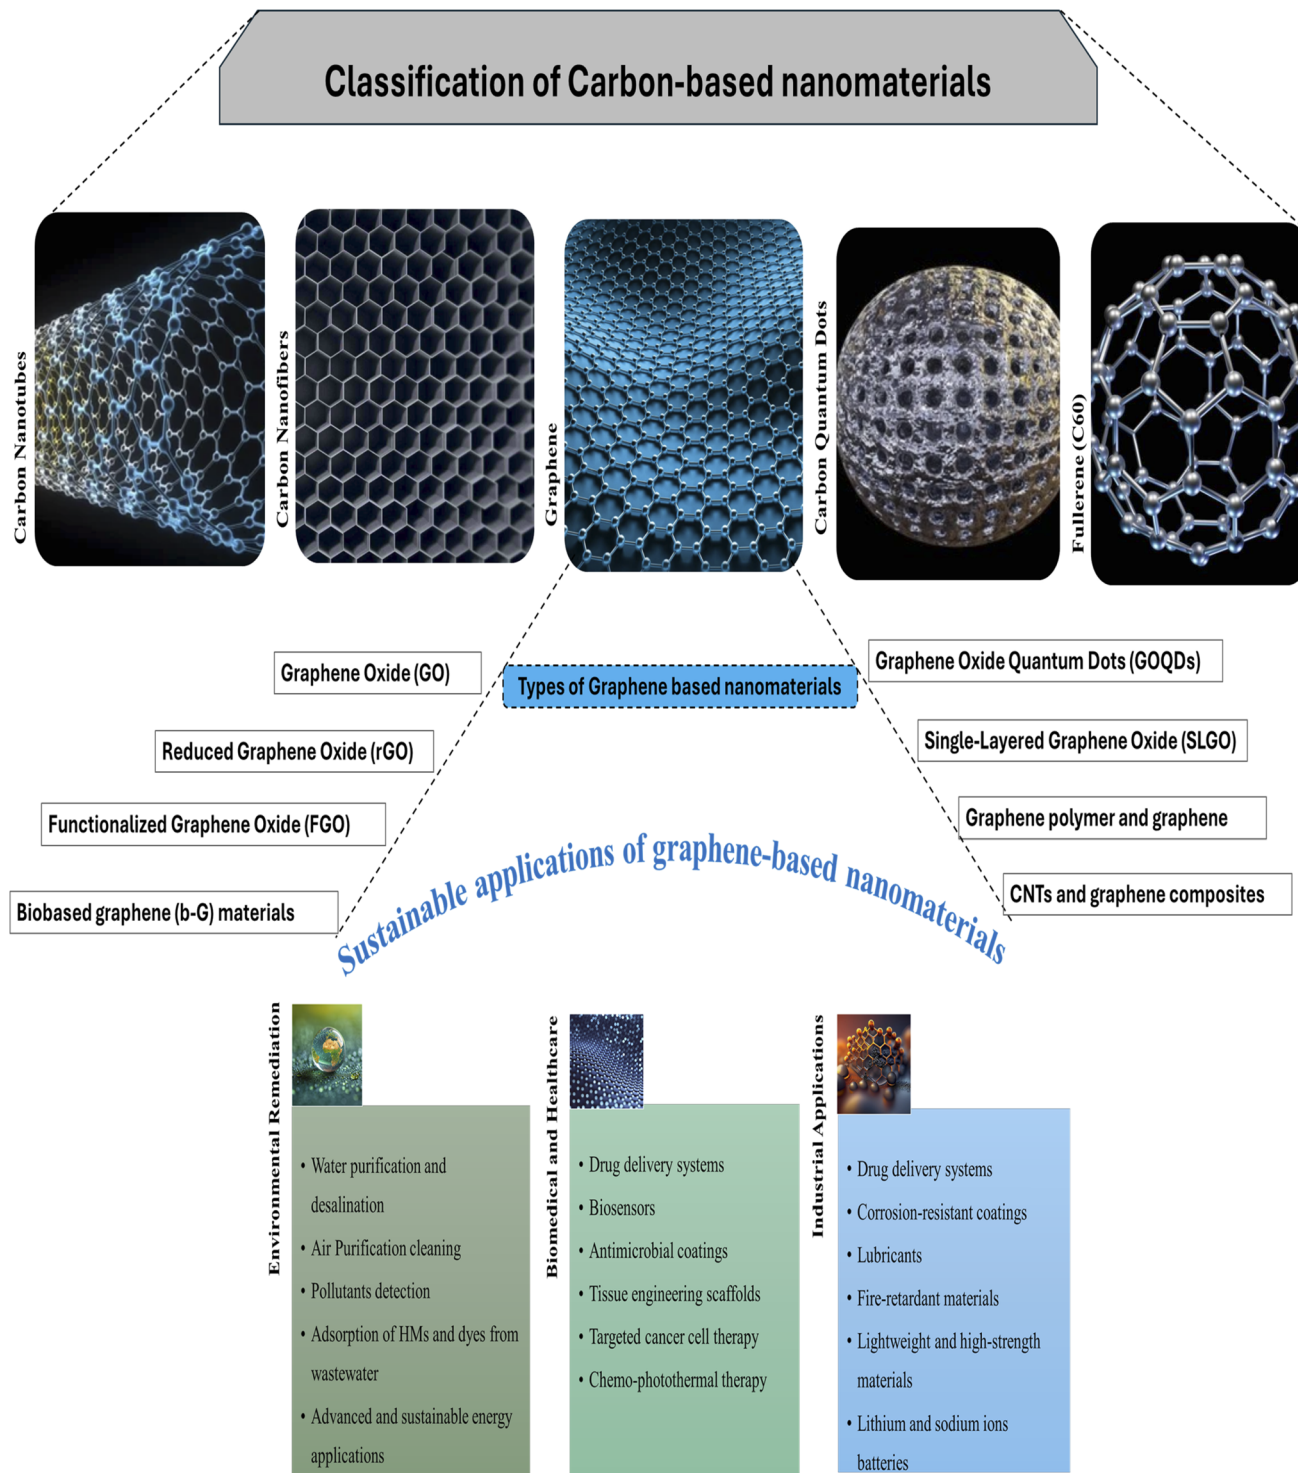 Classification of Carbon-based nanomaterials
Carbon Nanotubes
Carbon Nanofibers
Graphene
Carbon Quantum Dots
Fullerene (C60)
Graphene Oxide (GO)
Reduced Graphene Oxide (rGO)
Functionalized Graphene Oxide (FGO)
Biobased graphene (b-G) materials
Types of Graphene based nanomaterials
Graphene Oxide Quantum Dots (GOQDs)
Single-Layered Graphene Oxide (SLGO)
Graphene polymer and graphene
CNTs and graphene composites
Sustainable applications of graphene-based nanomaterials
Environmental Remediation
• Water purification and
desalination
• Air Purification cleaning
• Pollutants detection
• Adsorption of HMs and dyes from
wastewater
• Advanced and sustainable energy
applications
Biomedical and Healthcare
• Drug delivery systems
• Biosensors
• Antimicrobial coatings
• Tissue engineering scaffolds
• Targeted cancer cell therapy
• Chemo-photothermal therapy
Industrial Applications
• Drug delivery systems
• Corrosion-resistant coatings
• Lubricants
• Fire-retardant materials
• Lightweight and high-strength
materials
• Lithium and sodium ions
batteries